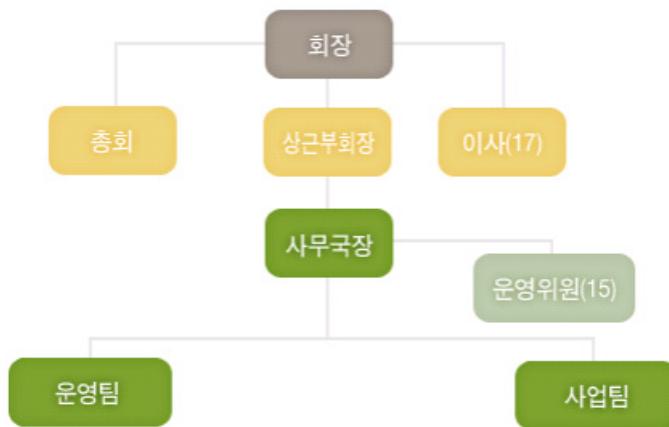 회장
총회
상근부회장
이사(17)
사무국장
운영위원(15)
운영팀
사업팀